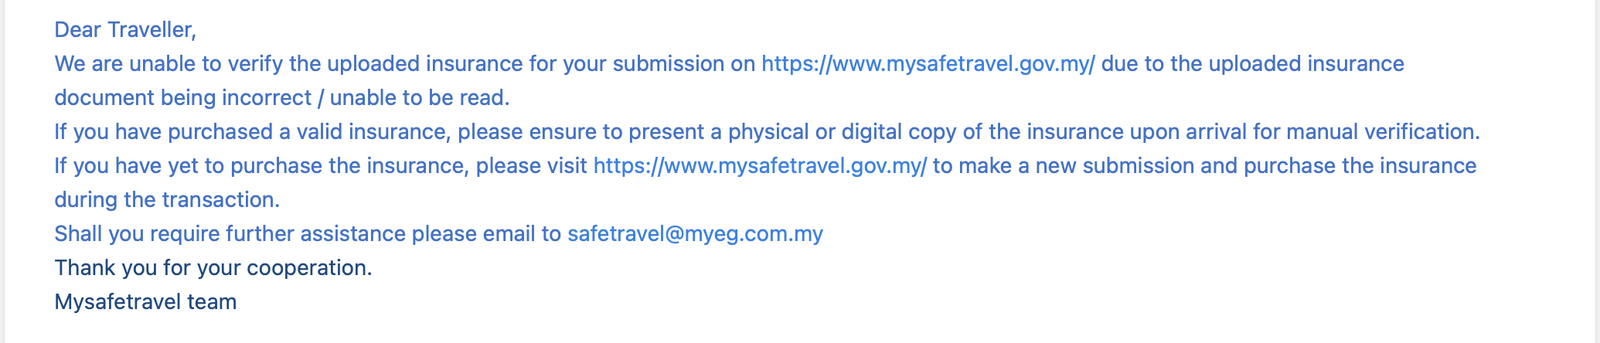 Dear Traveller,
We are unable to verify the uploaded insurance for your submission on https://www.mysafetravel.gov.my/ due to the uploaded insurance
document being incorrect / unable to be read.
If you have purchased a valid insurance, please ensure to present a physical or digital copy of the insurance upon arrival for manual verification.
If you have yet to purchase the insurance, please visit https://www.mysafetravel.gov.my/ to make a new submission and purchase the insurance
during the transaction.
Shall you require further assistance please email to safetravel@myeg.com.my
Thank you for your cooperation.
Mysafetravel team